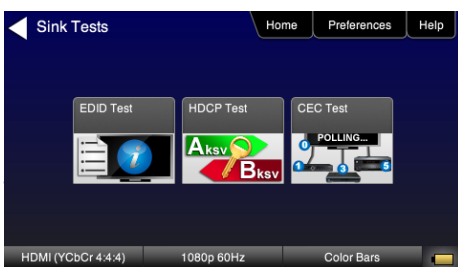 Sink Tests
Home
Preferences
Help
EDID Test
HDCP Test
CEC Test
i
Aksv
Bksv
POLLING...
0
1
3
5
HDMI (YCbCr 4:4:4)
1080p 60Hz
Color Bars